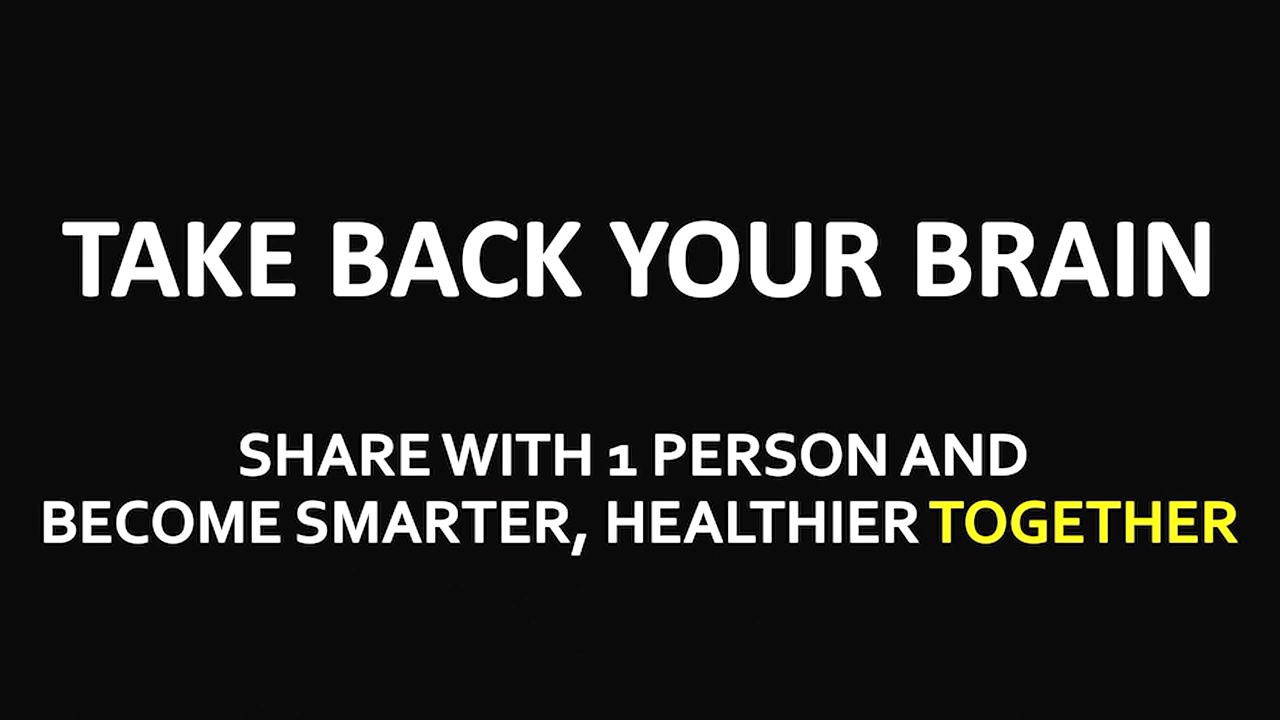 TAKE BACK YOUR BRAIN
SHARE WITH 1 PERSON AND
BECOME SMARTER, HEALTHIER TOGETHER